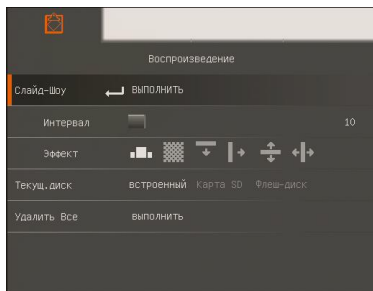 Воспроизведение
Слайд-Шоу ВЫПОЛНИТЬ
Интервал 10
Эффект
Текущ.диск встроенный Карта SD Флеш-диск
Удалить Все выполнить